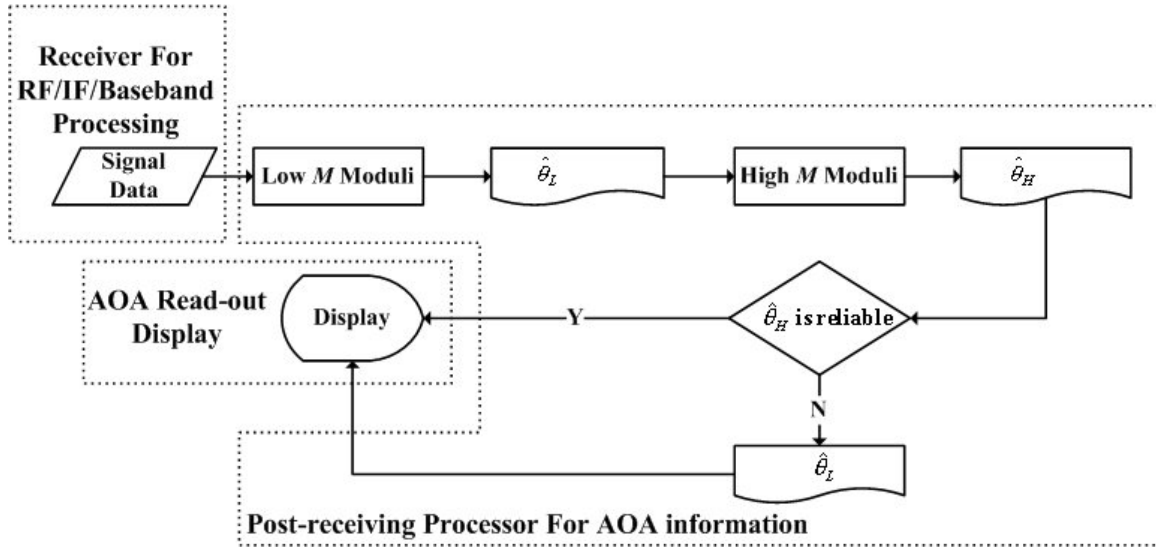 Receiver For
RF/IF/Baseband
Processing
Signal
Data
Low M Moduli
θ̂_L
High M Moduli
θ̂_H
AOA Read-out
Display
Display
Y
θ̂_H is reliable
N
θ̂_L
Post-receiving Processor For AOA information